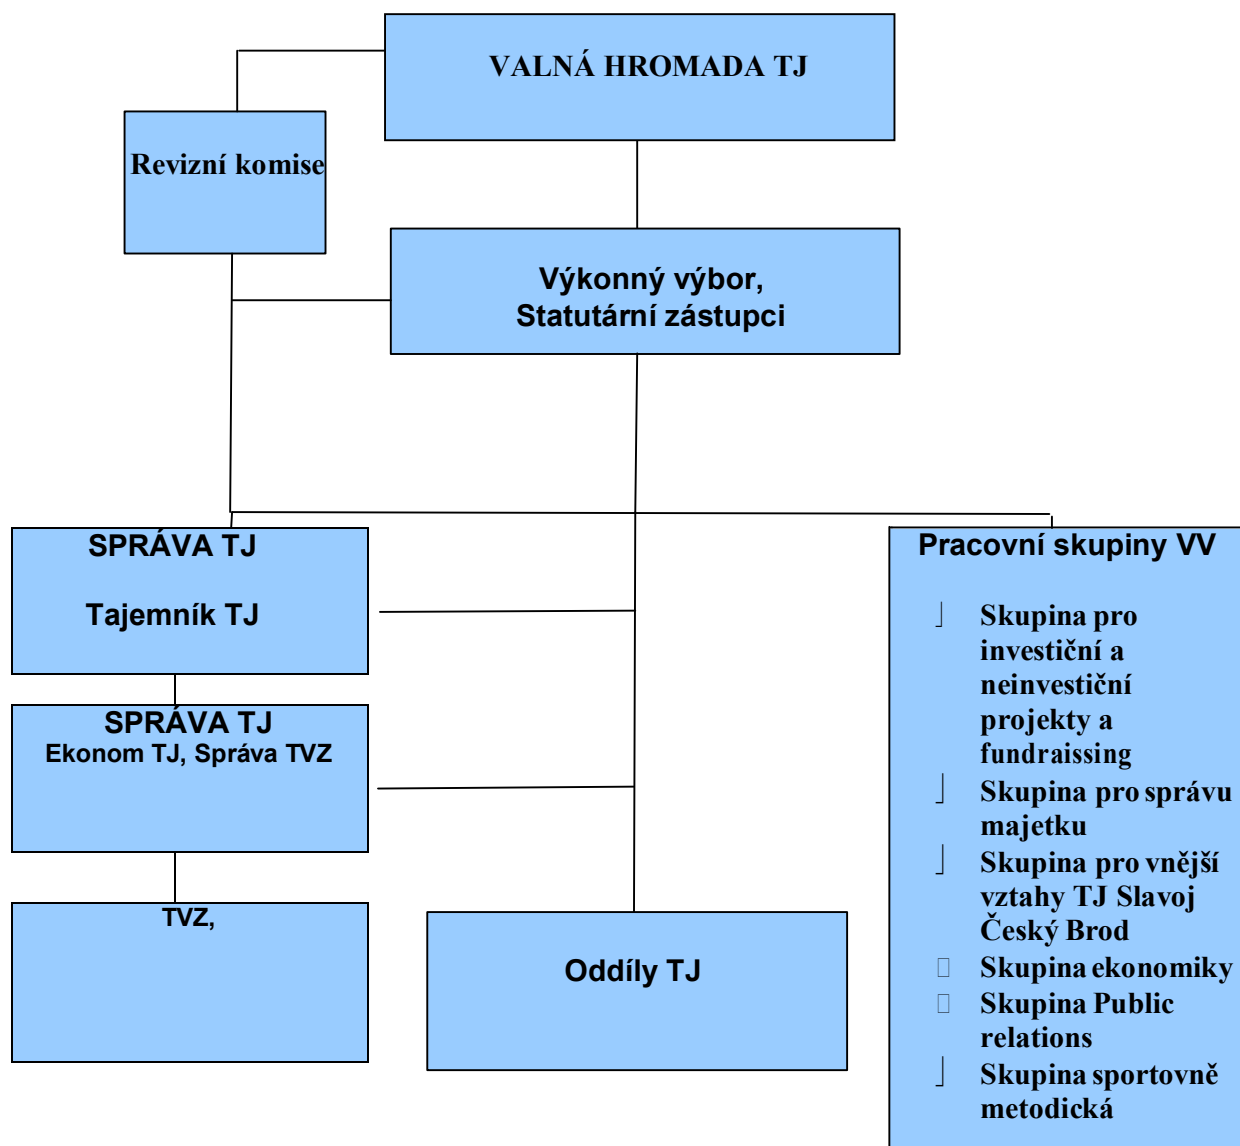 VALNÁ HROMADA TJ
Revizní komise
Výkonný výbor,
Statutární zástupci
SPRÁVA TJ
Tajemník TJ
SPRÁVA TJ
Ekonom TJ, Správa TVZ
TVZ,
Oddíly TJ
Pracovní skupiny VV
Skupina pro
investiční a
neinvestiční
projekty a
fundraissing
Skupina pro správu
majetku
Skupina pro vnější
vztahy TJ Slavoj
Český Brod
Skupina ekonomiky
Skupina Public
relations
Skupina sportovně
metodická